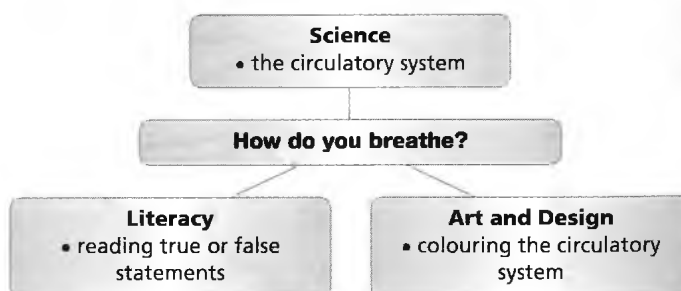 Science
• the circulatory system
How do you breathe?
Literacy
• reading true or false
statements
Art and Design
• colouring the circulatory
system